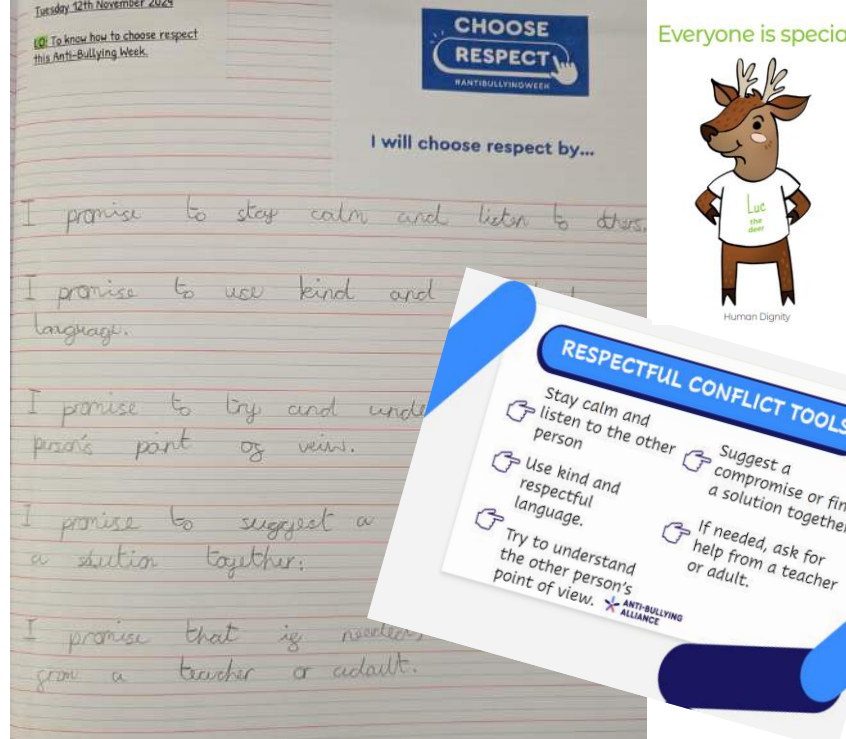 Tuesday 12th November 2024
LO: To know how to choose respect
this Anti-Bullying Week.
CHOOSE
RESPECT
#ANTIBULLYINGWEEK
I will choose respect by...
I promise to stay calm and listen to others.
I promise to use kind and
language.
I promise to try and unde
person's point of veiw.
I promise to suggest a
a solution together.
I promise that if needed,
from a teacher or adault.
Everyone is specia
Luc
the
deer
Human Dignity
RESPECTFUL CONFLICT TOOLS
Stay calm and
listen to the other
person
Use kind and
respectful
language.
Try to understand
the other person's
point of view.
Suggest a
compromise or fin
a solution together
If needed, ask for
help from a teacher
or adult.
ANTI-BULLYING
ALLIANCE